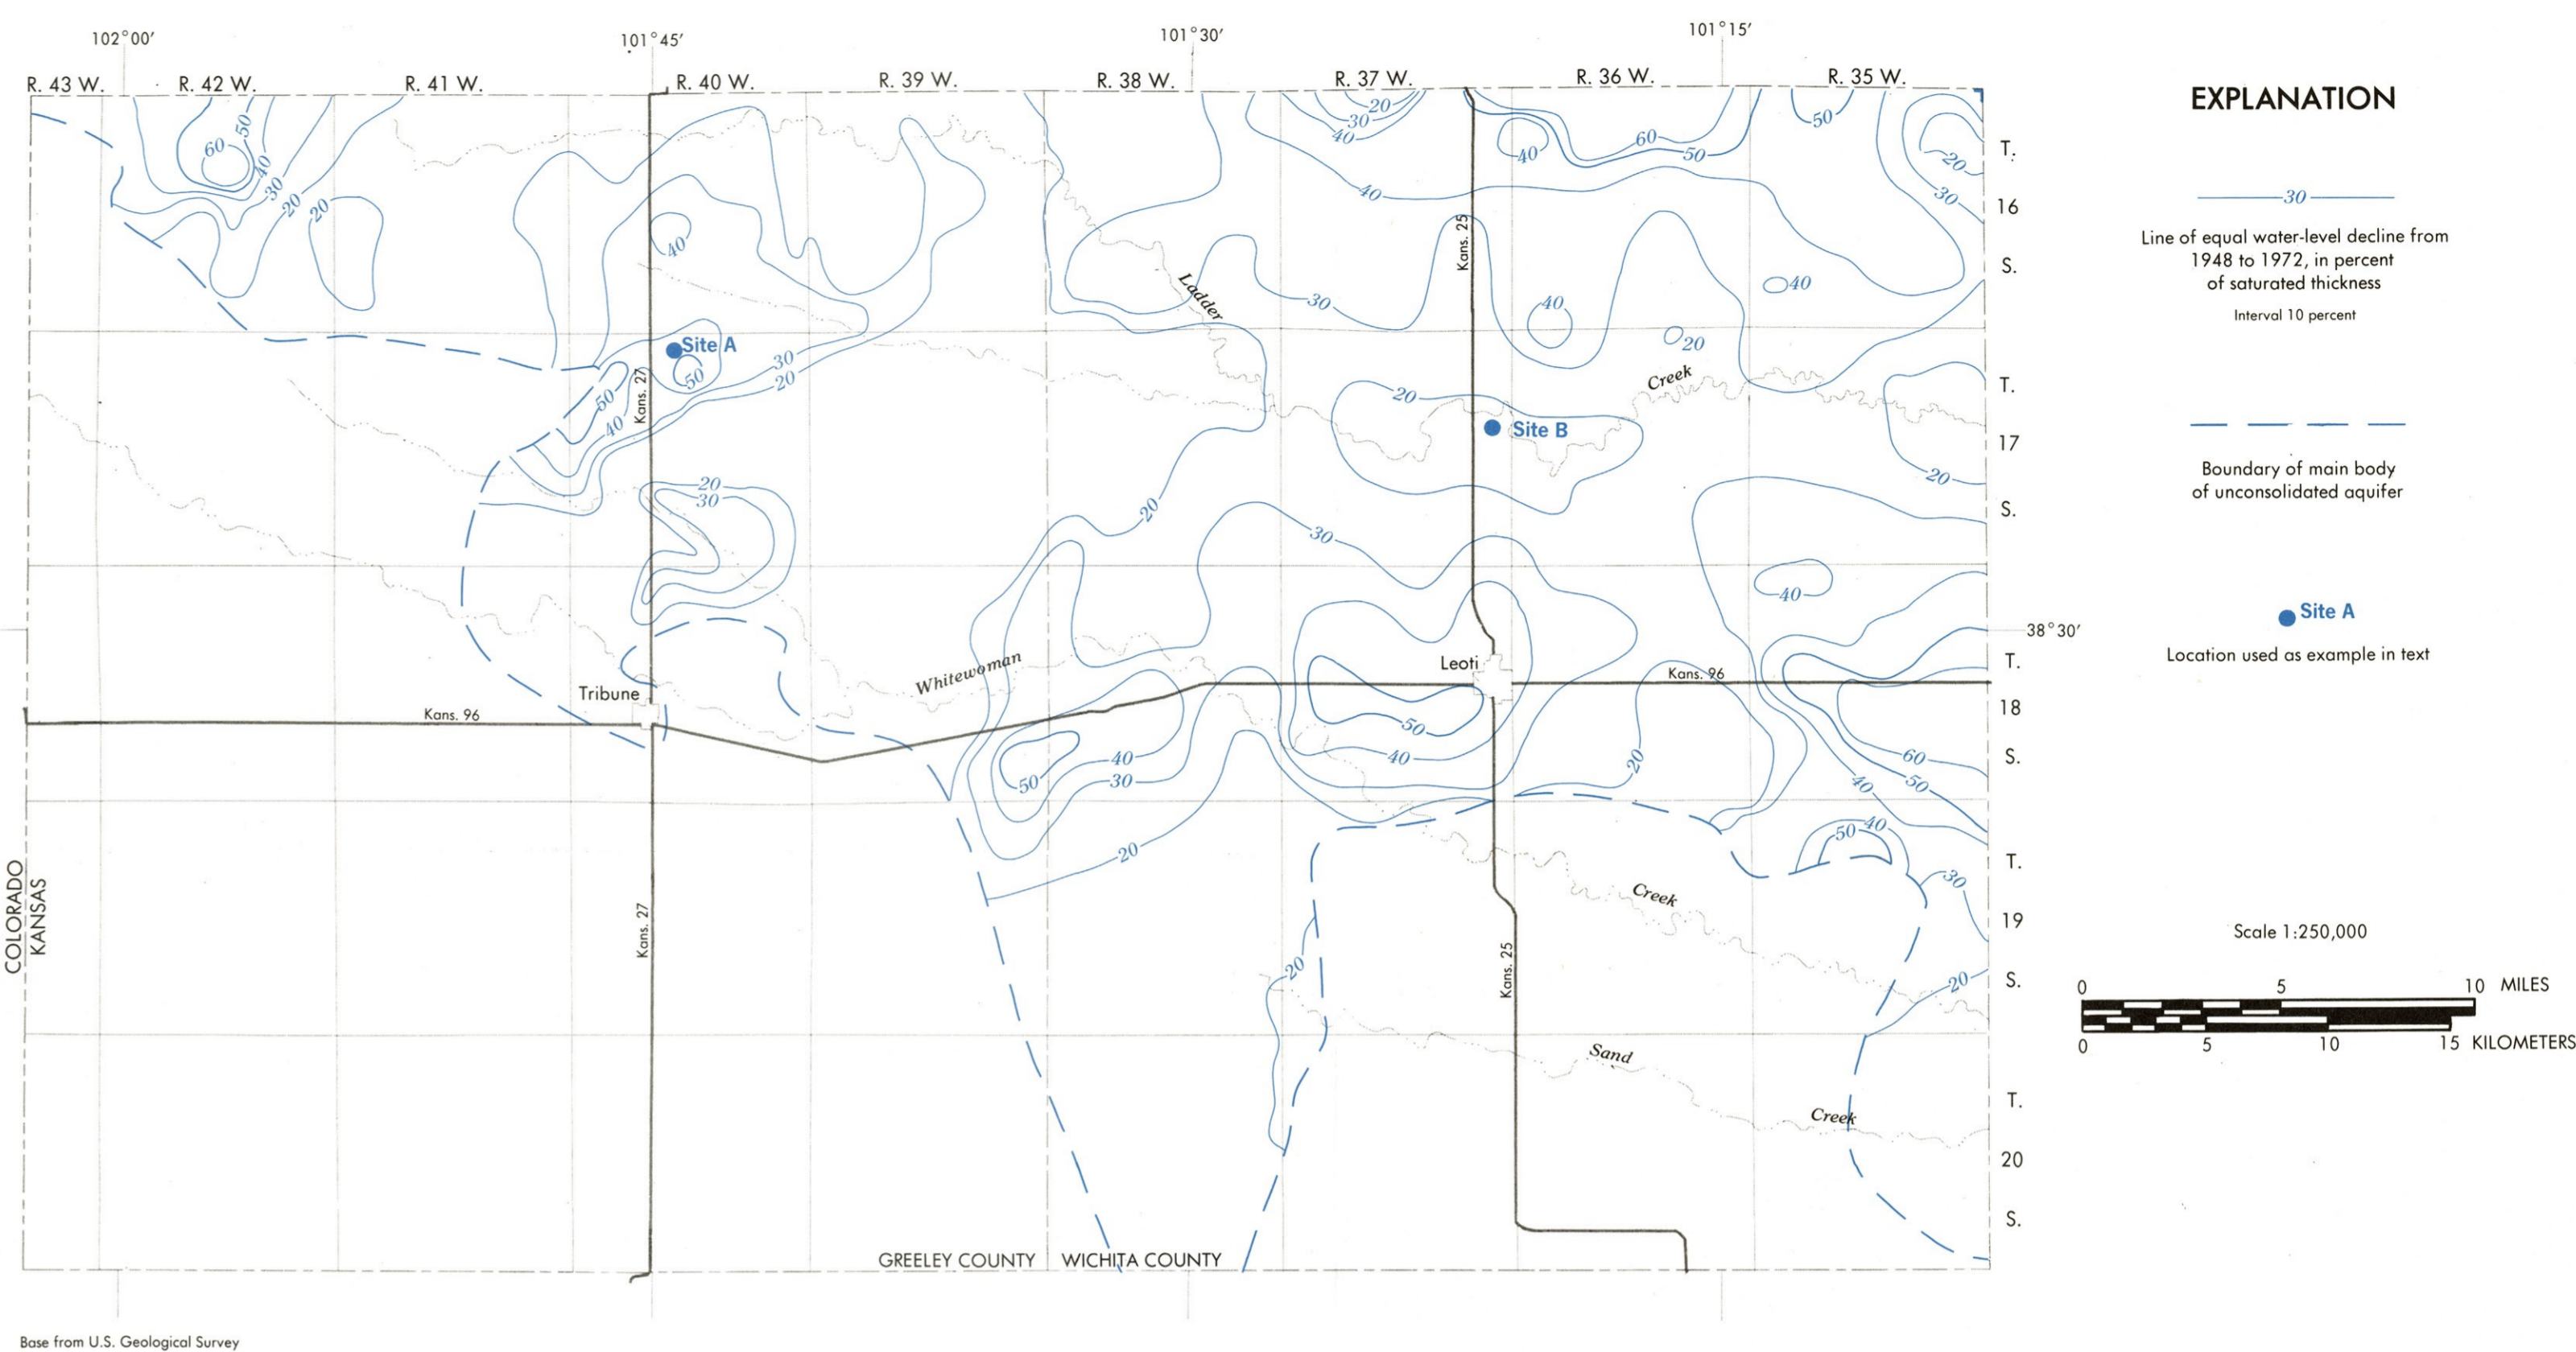 102°00′ 101°45′ 101°30′ 101°15′
R. 43 W. R. 42 W. R. 41 W. R. 40 W. R. 39 W. R. 38 W. R. 37 W. R. 36 W. R. 35 W.
EXPLANATION
30
Line of equal water-level decline from
1948 to 1972, in percent
of saturated thickness
Interval 10 percent
Boundary of main body
of unconsolidated aquifer
Site A
Location used as example in text
Scale 1:250,000
0 5 10 MILES
0 5 10 15 KILOMETERS
T.
16
S.
T.
17
S.
38°30′
T.
18
S.
T.
19
S.
T.
20
S.
60
50
40
30
20
20
40
20
30
40
40
40
60
50
50
20
30
Kans. 25
Ladder
30
40
40
20
Site A
50
30
20
Kans. 27
50
40
Creek
20
Site B
20
20
30
20
30
40
Whitewoman
Leoti
Kans. 96
Tribune
Kans. 96
50
40
30
50
40
20
60
50
40
20
50
40
30
Creek
COLORADO
KANSAS
Kans. 27
Kans. 25
20
20
Sand
Creek
GREELEY COUNTY WICHITA COUNTY
Base from U.S. Geological Survey